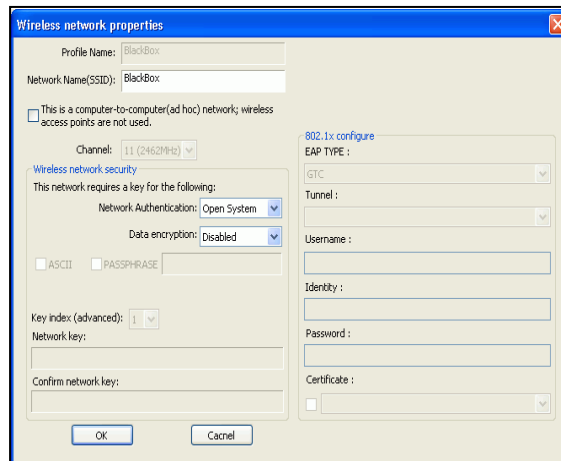 Wireless network properties
Profile Name: BlackBox
Network Name(SSID): BlackBox
This is a computer-to-computer(ad hoc) network; wireless
access points are not used.
Channel: 11 (2462MHz)
Wireless network security
This network requires a key for the following:
Network Authentication: Open System
Data encryption: Disabled
ASCII PASSPHRASE
Key index (advanced): 1
Network key:
Confirm network key:
OK Cacnel
802.1x configure
EAP TYPE :
GTC
Tunnel :
Username :
Identity :
Password :
Certificate :